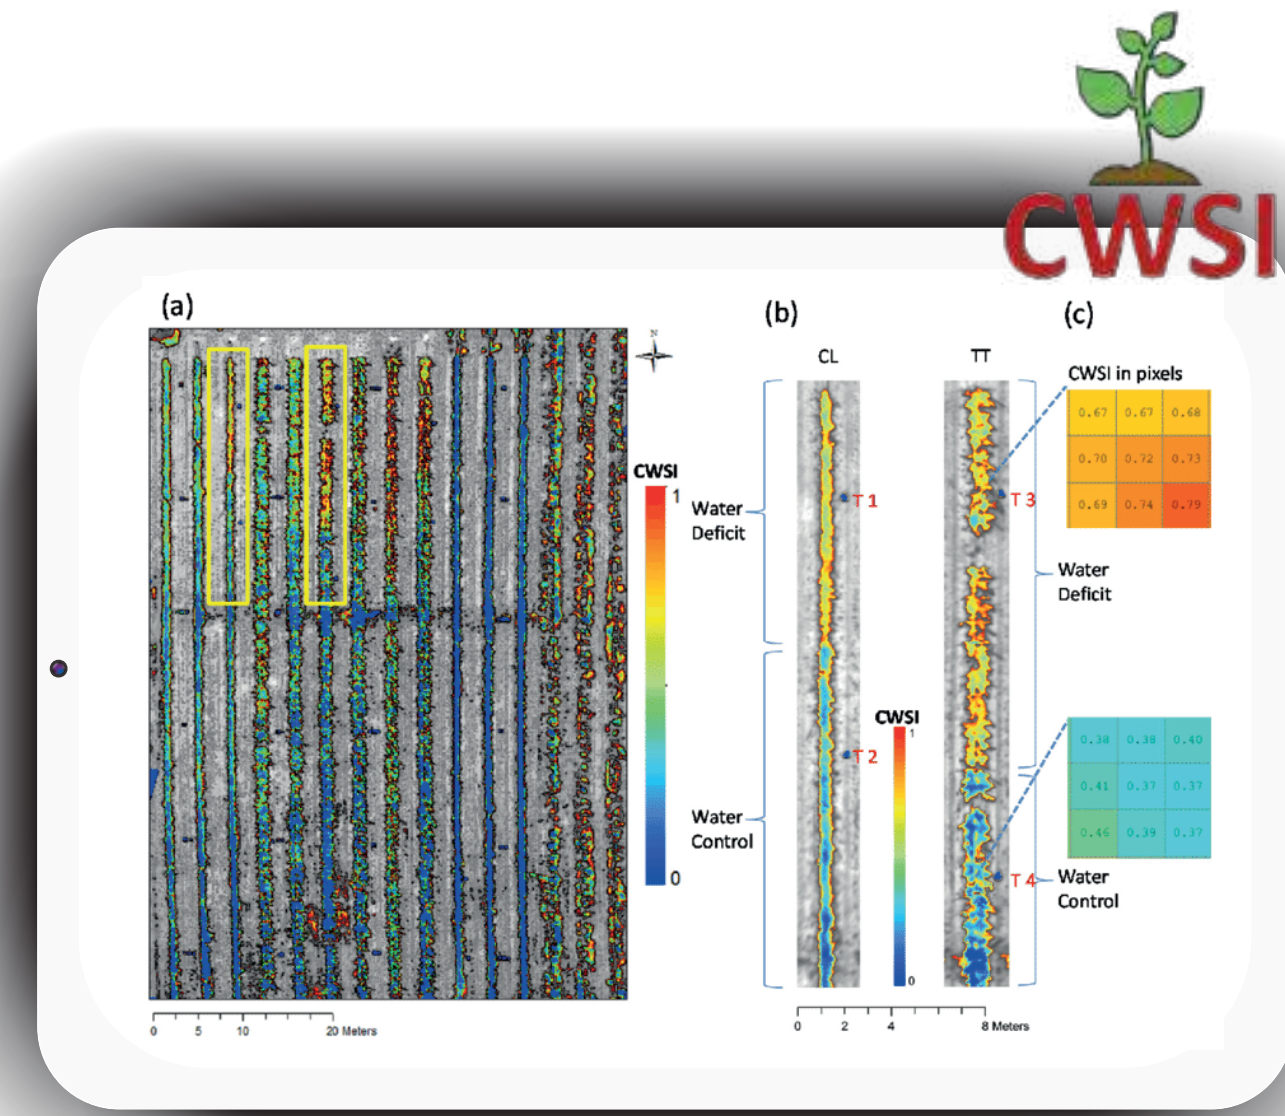 CWSI
(a)
(b)
(c)
N
CL
TT
CWSI in pixels
0.67 0.67 0.68
0.70 0.72 0.73
0.69 0.74 0.79
CWSI
1
0
Water
Deficit
T 1
T 3
Water
Deficit
T 2
CWSI
1
0
Water
Control
0.38 0.38 0.40
0.41 0.37 0.37
0.46 0.39 0.37
T 4
Water
Control
0 5 10 20 Meters
0 2 4 8 Meters